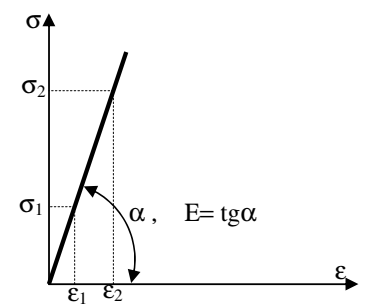 σ
σ₂
σ₁
α , E= tgα
ε
ε₁ ε₂